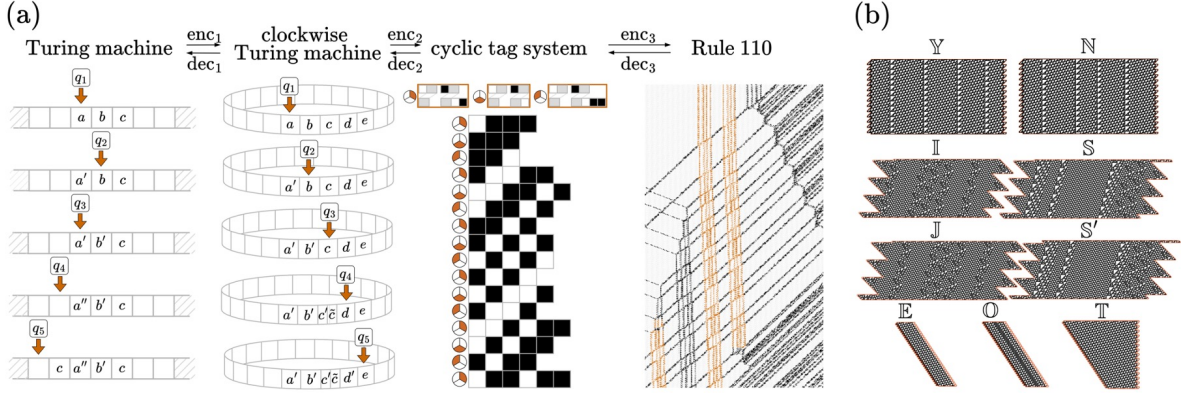 (a)
Turing machine
enc₁
dec₁
clockwise
Turing machine
enc₂
dec₂
cyclic tag system
enc₃
dec₃
Rule 110
q₁
a b c
q₂
a′ b c
q₃
a′ b′ c
q₄
a″ b′ c
q₅
c a″ b′ c
q₁
a b c d e
q₂
a′ b c d e
q₃
a′ b′ c d e
q₄
a′ b′ c′ c̃ d e
q₅
a′ b′ c′ c̃ d′ e
(b)
𝕐 ℕ
𝕀 𝕊
𝕁 𝕊′
𝔼 𝕆 𝕋